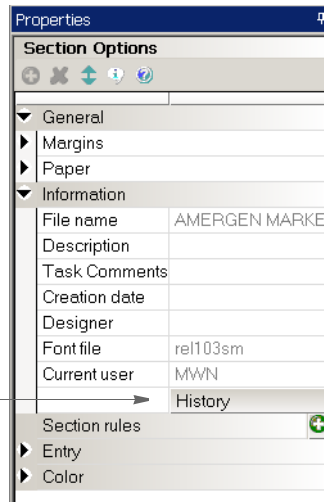 Properties
Section Options
General
Margins
Paper
Information
File name AMERGEN MARKE
Description
Task Comments
Creation date
Designer
Font file rel103sm
Current user MWN
History
Section rules
Entry
Color